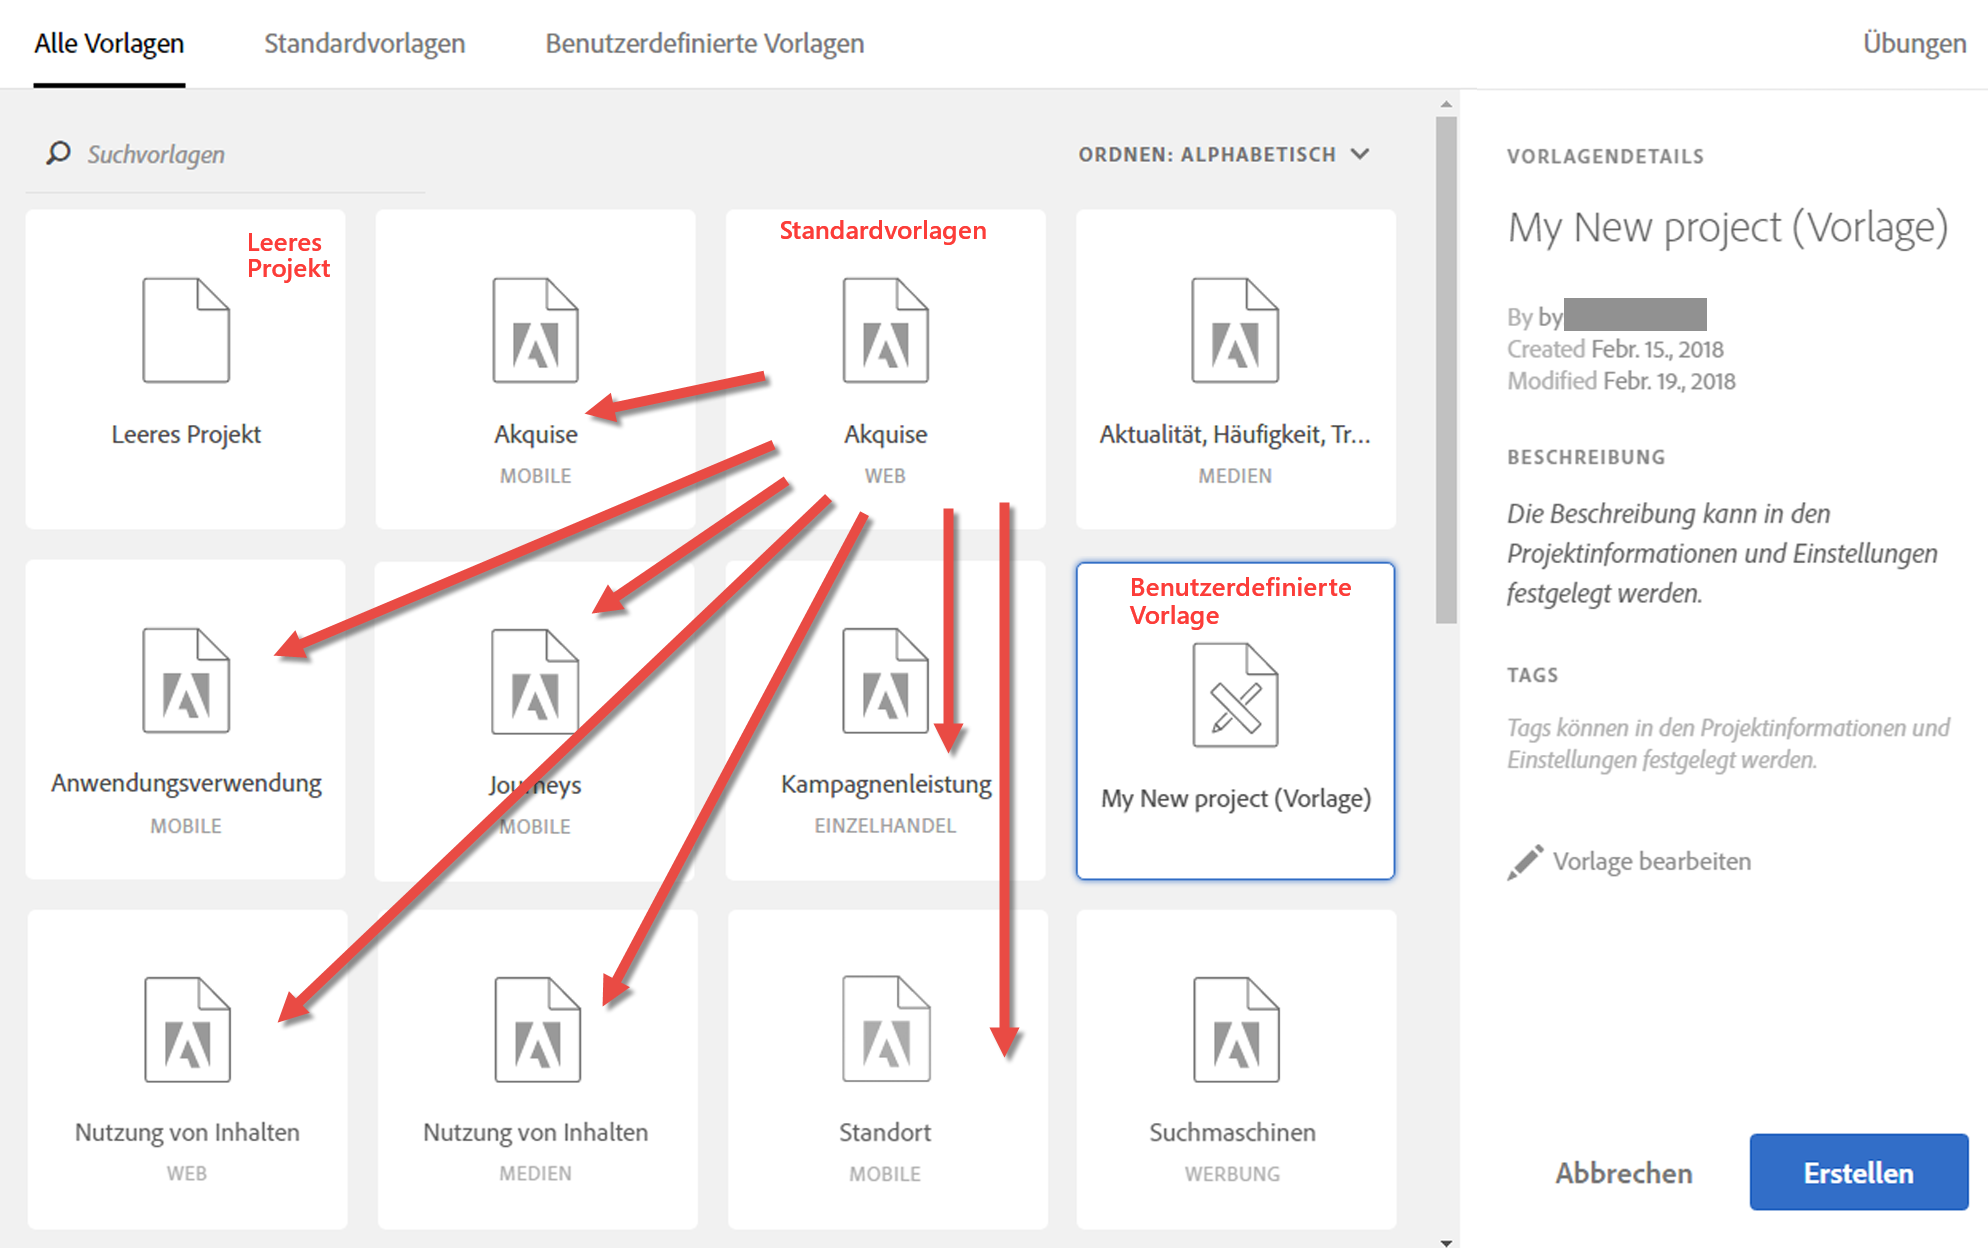 Alle Vorlagen
Standardvorlagen
Benutzerdefinierte Vorlagen
Übungen
Suchvorlagen
ORDNEN: ALPHABETISCH
Leeres
Projekt
Leeres Projekt
Akquise
MOBILE
Standardvorlagen
Akquise
WEB
Aktualität, Häufigkeit, Tr...
MEDIEN
Anwendungsverwendung
MOBILE
Journeys
MOBILE
Kampagnenleistung
EINZELHANDEL
Benutzerdefinierte
Vorlage
My New project (Vorlage)
Nutzung von Inhalten
WEB
Nutzung von Inhalten
MEDIEN
Standort
MOBILE
Suchmaschinen
WERBUNG
VORLAGENDETAILS
My New project (Vorlage)
By by
Created Febr. 15., 2018
Modified Febr. 19., 2018
BESCHREIBUNG
Die Beschreibung kann in den
Projektinformationen und Einstellungen
festgelegt werden.
TAGS
Tags können in den Projektinformationen und
Einstellungen festgelegt werden.
Vorlage bearbeiten
Abbrechen
Erstellen